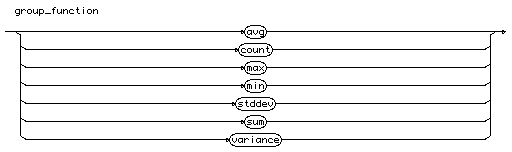 group_function
avg
count
max
min
stddev
sum
variance